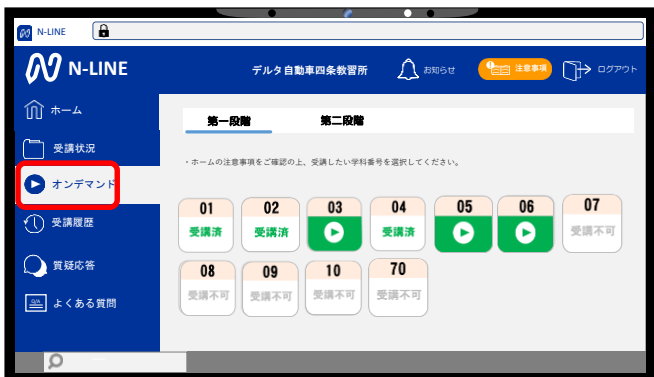 N-LINE
N-LINE
デルタ自動車四条教習所 お知らせ 注意事項 ログアウト
ホーム
受講状況
オンデマンド
受講履歴
質疑応答
Q/A よくある質問
第一段階 第二段階
・ホームの注意事項をご確認の上、受講したい学科番号を選択してください。
01 02 03 04 05 06 07
受講済 受講済 受講済 受講不可
08 09 10 70
受講不可 受講不可 受講不可 受講不可